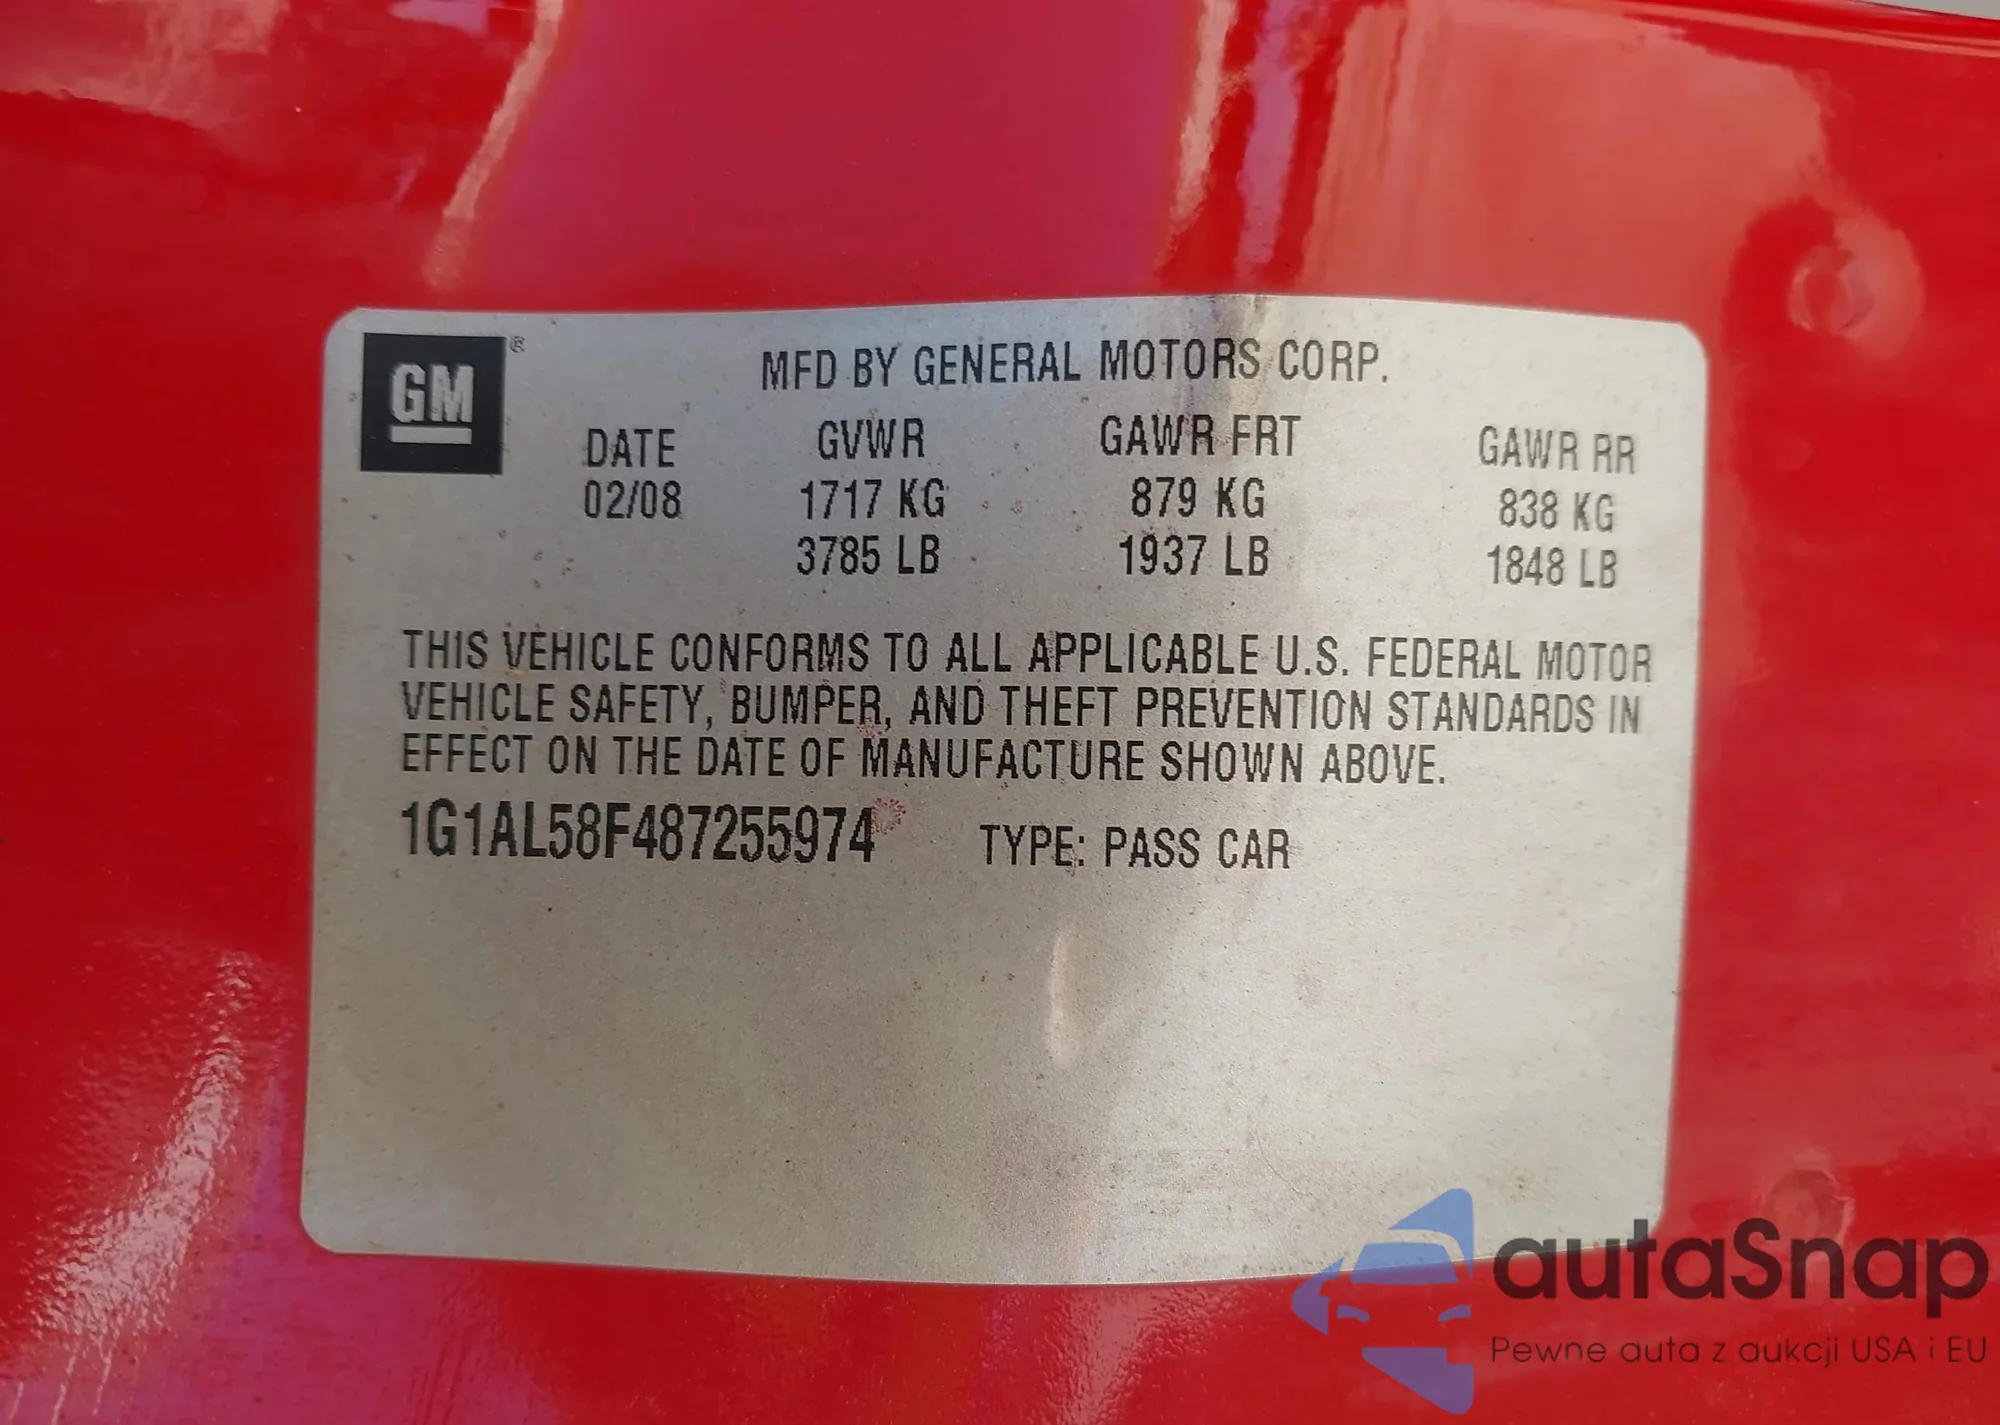 GM ®
MFD BY GENERAL MOTORS CORP.
DATE GVWR GAWR FRT GAWR RR
02/08 1717 KG 879 KG 838 KG
3785 LB 1937 LB 1848 LB
THIS VEHICLE CONFORMS TO ALL APPLICABLE U.S. FEDERAL MOTOR
VEHICLE SAFETY, BUMPER, AND THEFT PREVENTION STANDARDS IN
EFFECT ON THE DATE OF MANUFACTURE SHOWN ABOVE.
1G1AL58F487255974 TYPE: PASS CAR
autaSnap
Pewne auta z aukcji USA i EU